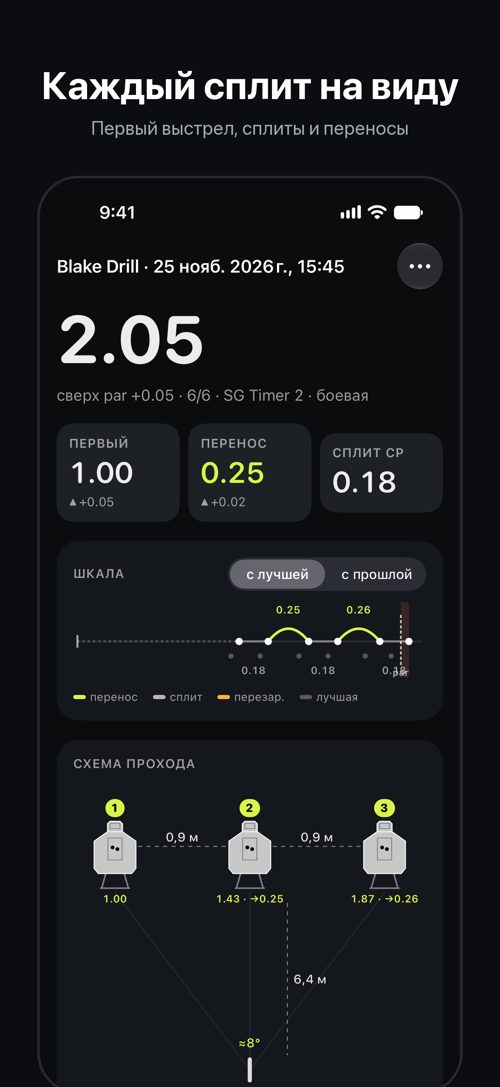 Каждый сплит на виду
Первый выстрел, сплиты и переносы
9:41
Blake Drill · 25 нояб. 2026 г., 15:45
2.05
сверх par +0.05 · 6/6 · SG Timer 2 · боевая
ПЕРВЫЙ
1.00
▲+0.05
ПЕРЕНОС
0.25
▲+0.02
СПЛИТ СР
0.18
ШКАЛА
с лучшей
с прошлой
0.25 0.26
0.18 0.18 0.18
par
перенос сплит перезар. лучшая
СХЕМА ПРОХОДА
1 2 3
0,9 м 0,9 м
1.00 1.43 · →0.25 1.87 · →0.26
6,4 м
≈8°